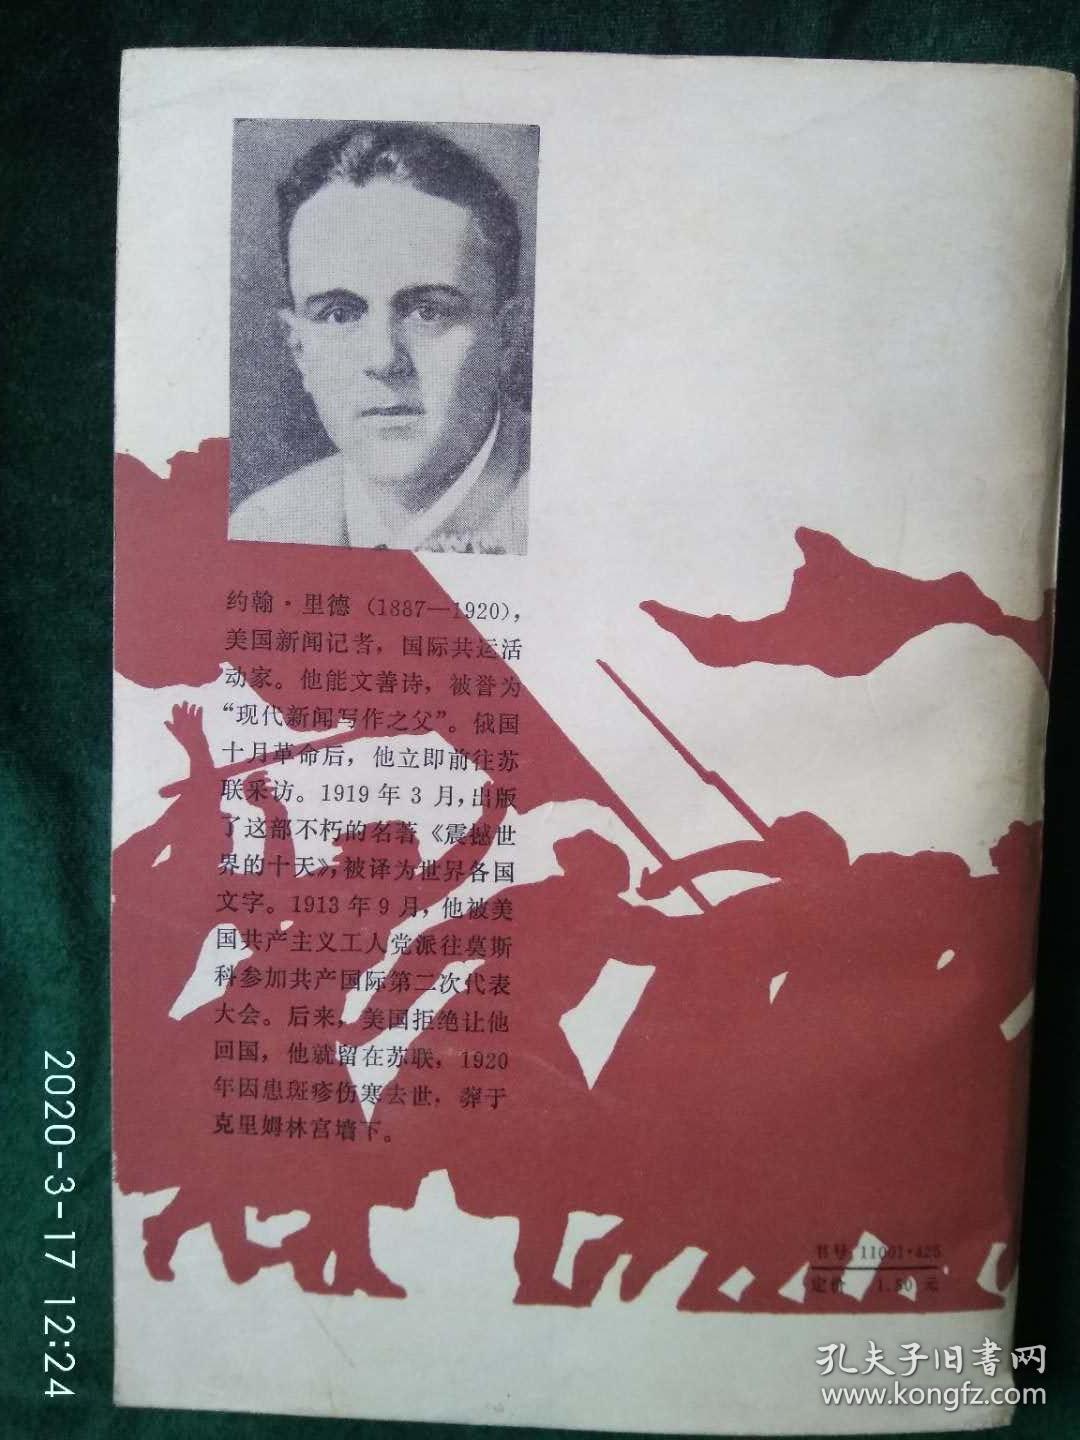 约翰·里德（1887—1920），
美国新闻记者，国际共运活
动家。他能文善诗，被誉为
“现代新闻写作之父”。俄国
十月革命后，他立即前往苏
联采访。1919年3月，出版
了这部不朽的名著《震撼世
界的十天》，被译为世界各国
文字。1913年9月，他被美
国共产主义工人党派往莫斯
科参加共产国际第二次代表
大会。后来，美国拒绝让他
回国，他就留在苏联，1920
年因患斑疹伤寒去世，葬于
克里姆林宫墙下。
书号 11001·425
定价 1.50 元
2020-3-17 12:24
孔夫子旧書网
www.kongfz.com